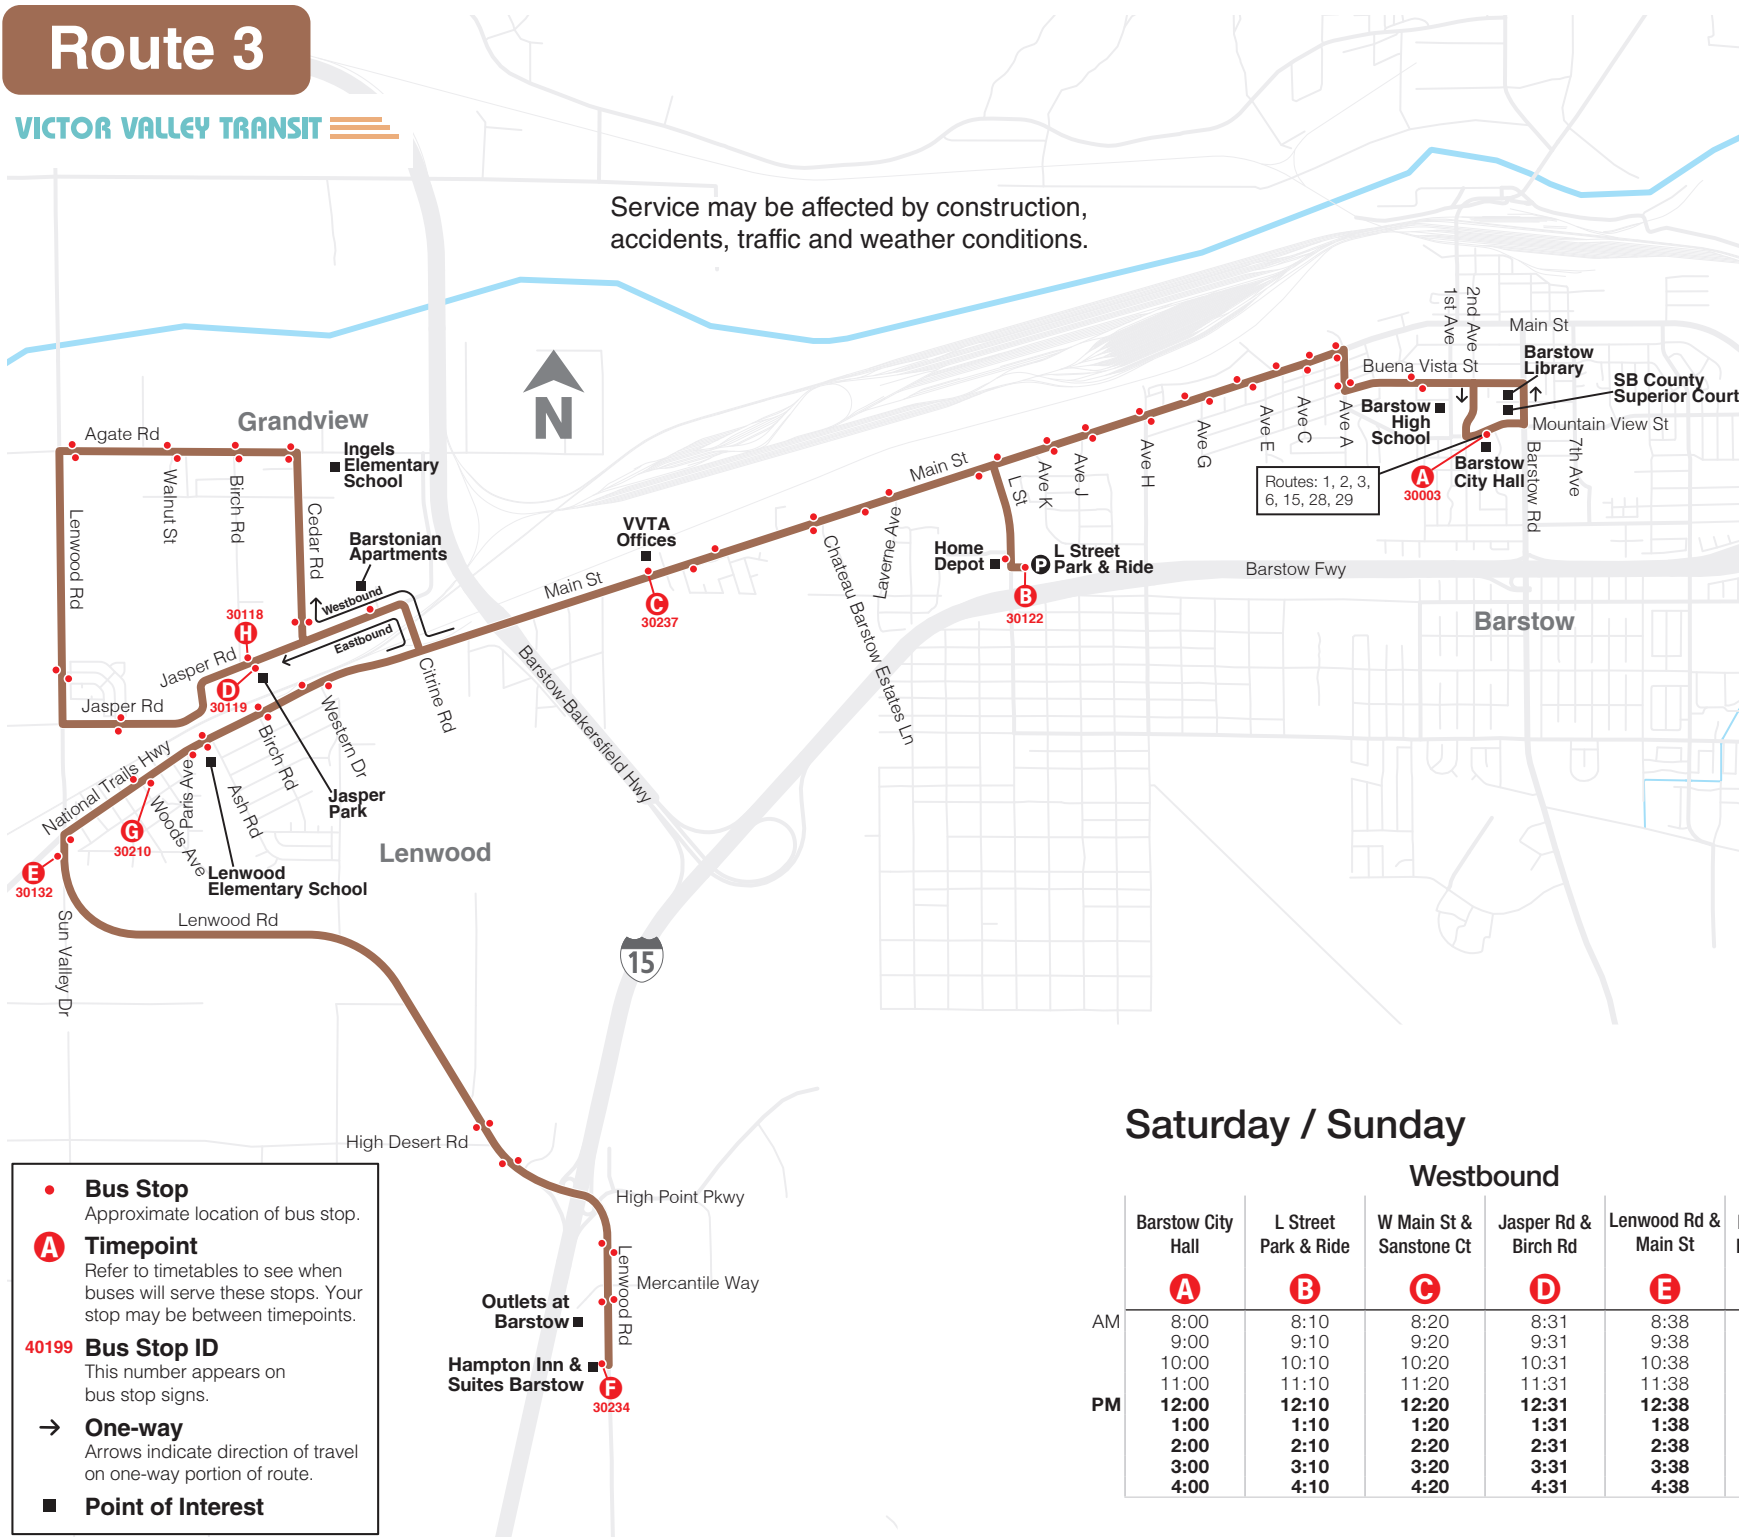 Route 3
VICTOR VALLEY TRANSIT
Service may be affected by construction,
accidents, traffic and weather conditions.
N
Grandview
Agate Rd
Ingels
Elementary
School
Walnut St
Birch Rd
Lenwood Rd
Cedar Rd
Barstonian
Apartments
Westbound
Eastbound
30118
H
Jasper Rd
D
30119
Jasper Rd
Citrine Rd
Western Dr
Birch Rd
National Trails Hwy
Paris Ave
Ash Rd
Woods Ave
Jasper
Park
G
30210
E
30132
Lenwood
Elementary School
Lenwood
Sun Valley Dr
Lenwood Rd
VVTA
Offices
Main St
C
30237
Barstow-Bakersfield Hwy
Main St
Chateau Barstow Estates Ln
Laverne Ave
L St
Home
Depot
P
L Street
Park & Ride
B
30122
Ave K
Ave J
Ave H
Ave G
Ave E
Ave C
Ave A
Buena Vista St
1st Ave
2nd Ave
Main St
Barstow
Library
SB County
Superior Court
Barstow
High
School
Mountain View St
Barstow
City Hall
A
30003
Routes: 1, 2, 3,
6, 15, 28, 29
Barstow Rd
7th Ave
Barstow Fwy
Barstow
15
High Desert Rd
High Point Pkwy
Lenwood Rd
Mercantile Way
Outlets at
Barstow
Hampton Inn &
Suites Barstow
F
30234
Bus Stop
Approximate location of bus stop.
A
Timepoint
Refer to timetables to see when
buses will serve these stops. Your
stop may be between timepoints.
40199 Bus Stop ID
This number appears on
bus stop signs.
One-way
Arrows indicate direction of travel
on one-way portion of route.
Point of Interest
Saturday / Sunday
Westbound
Barstow City L Street W Main St & Jasper Rd & Lenwood Rd &
Hall Park & Ride Sanstone Ct Birch Rd Main St
A B C D E
AM 8:00 8:10 8:20 8:31 8:38
9:00 9:10 9:20 9:31 9:38
10:00 10:10 10:20 10:31 10:38
11:00 11:10 11:20 11:31 11:38
PM 12:00 12:10 12:20 12:31 12:38
1:00 1:10 1:20 1:31 1:38
2:00 2:10 2:20 2:31 2:38
3:00 3:10 3:20 3:31 3:38
4:00 4:10 4:20 4:31 4:38